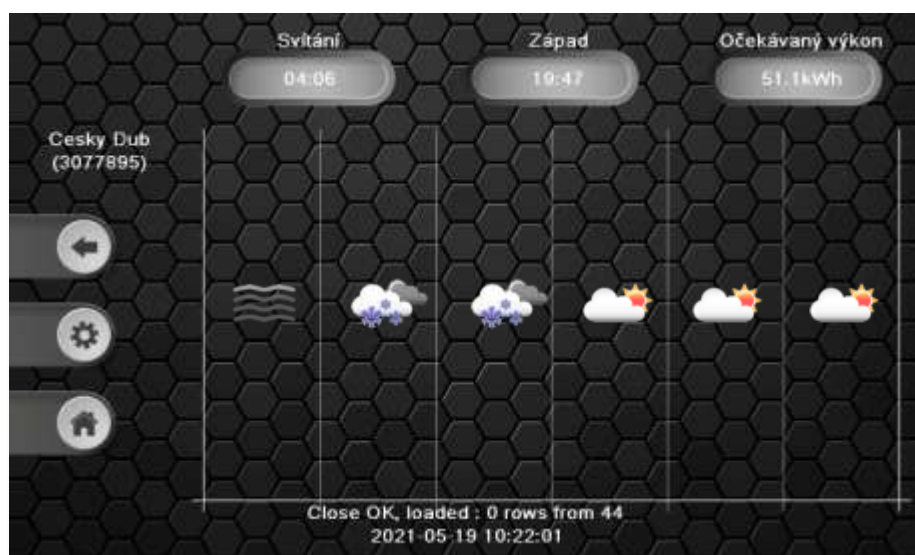 Svítání
Západ
Očekávaný výkon
04:06
19:47
51.1kWh
Cesky Dub
(3077895)
Close OK, loaded : 0 rows from 44
2021-05-19 10:22:01